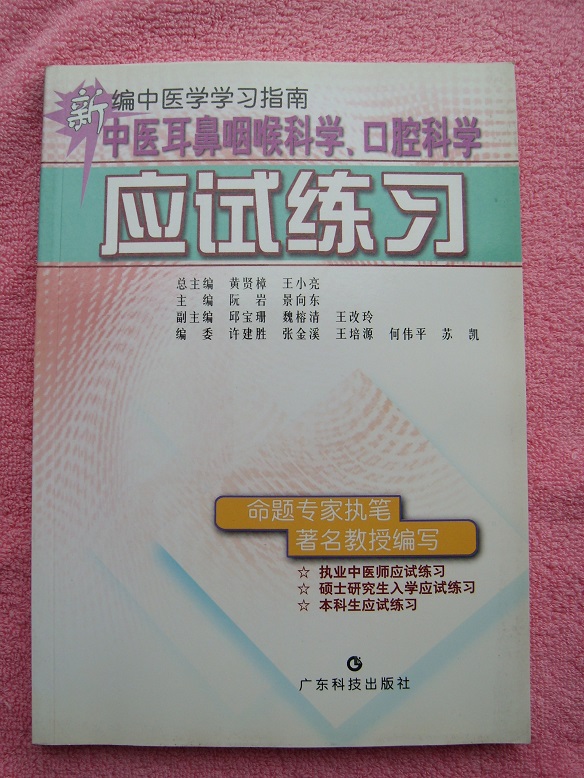 新编中医学学习指南
中医耳鼻咽喉科学、口腔科学
应试练习
总主编 黄贤樟 王小亮
主 编 阮 岩 景向东
副主编 邱宝珊 魏榕清 王改玲
编 委 许建胜 张金溪 王培源 何伟平 苏 凯
命题专家执笔
著名教授编写
☆ 执业中医师应试练习
☆ 硕士研究生入学应试练习
☆ 本科生应试练习
广东科技出版社